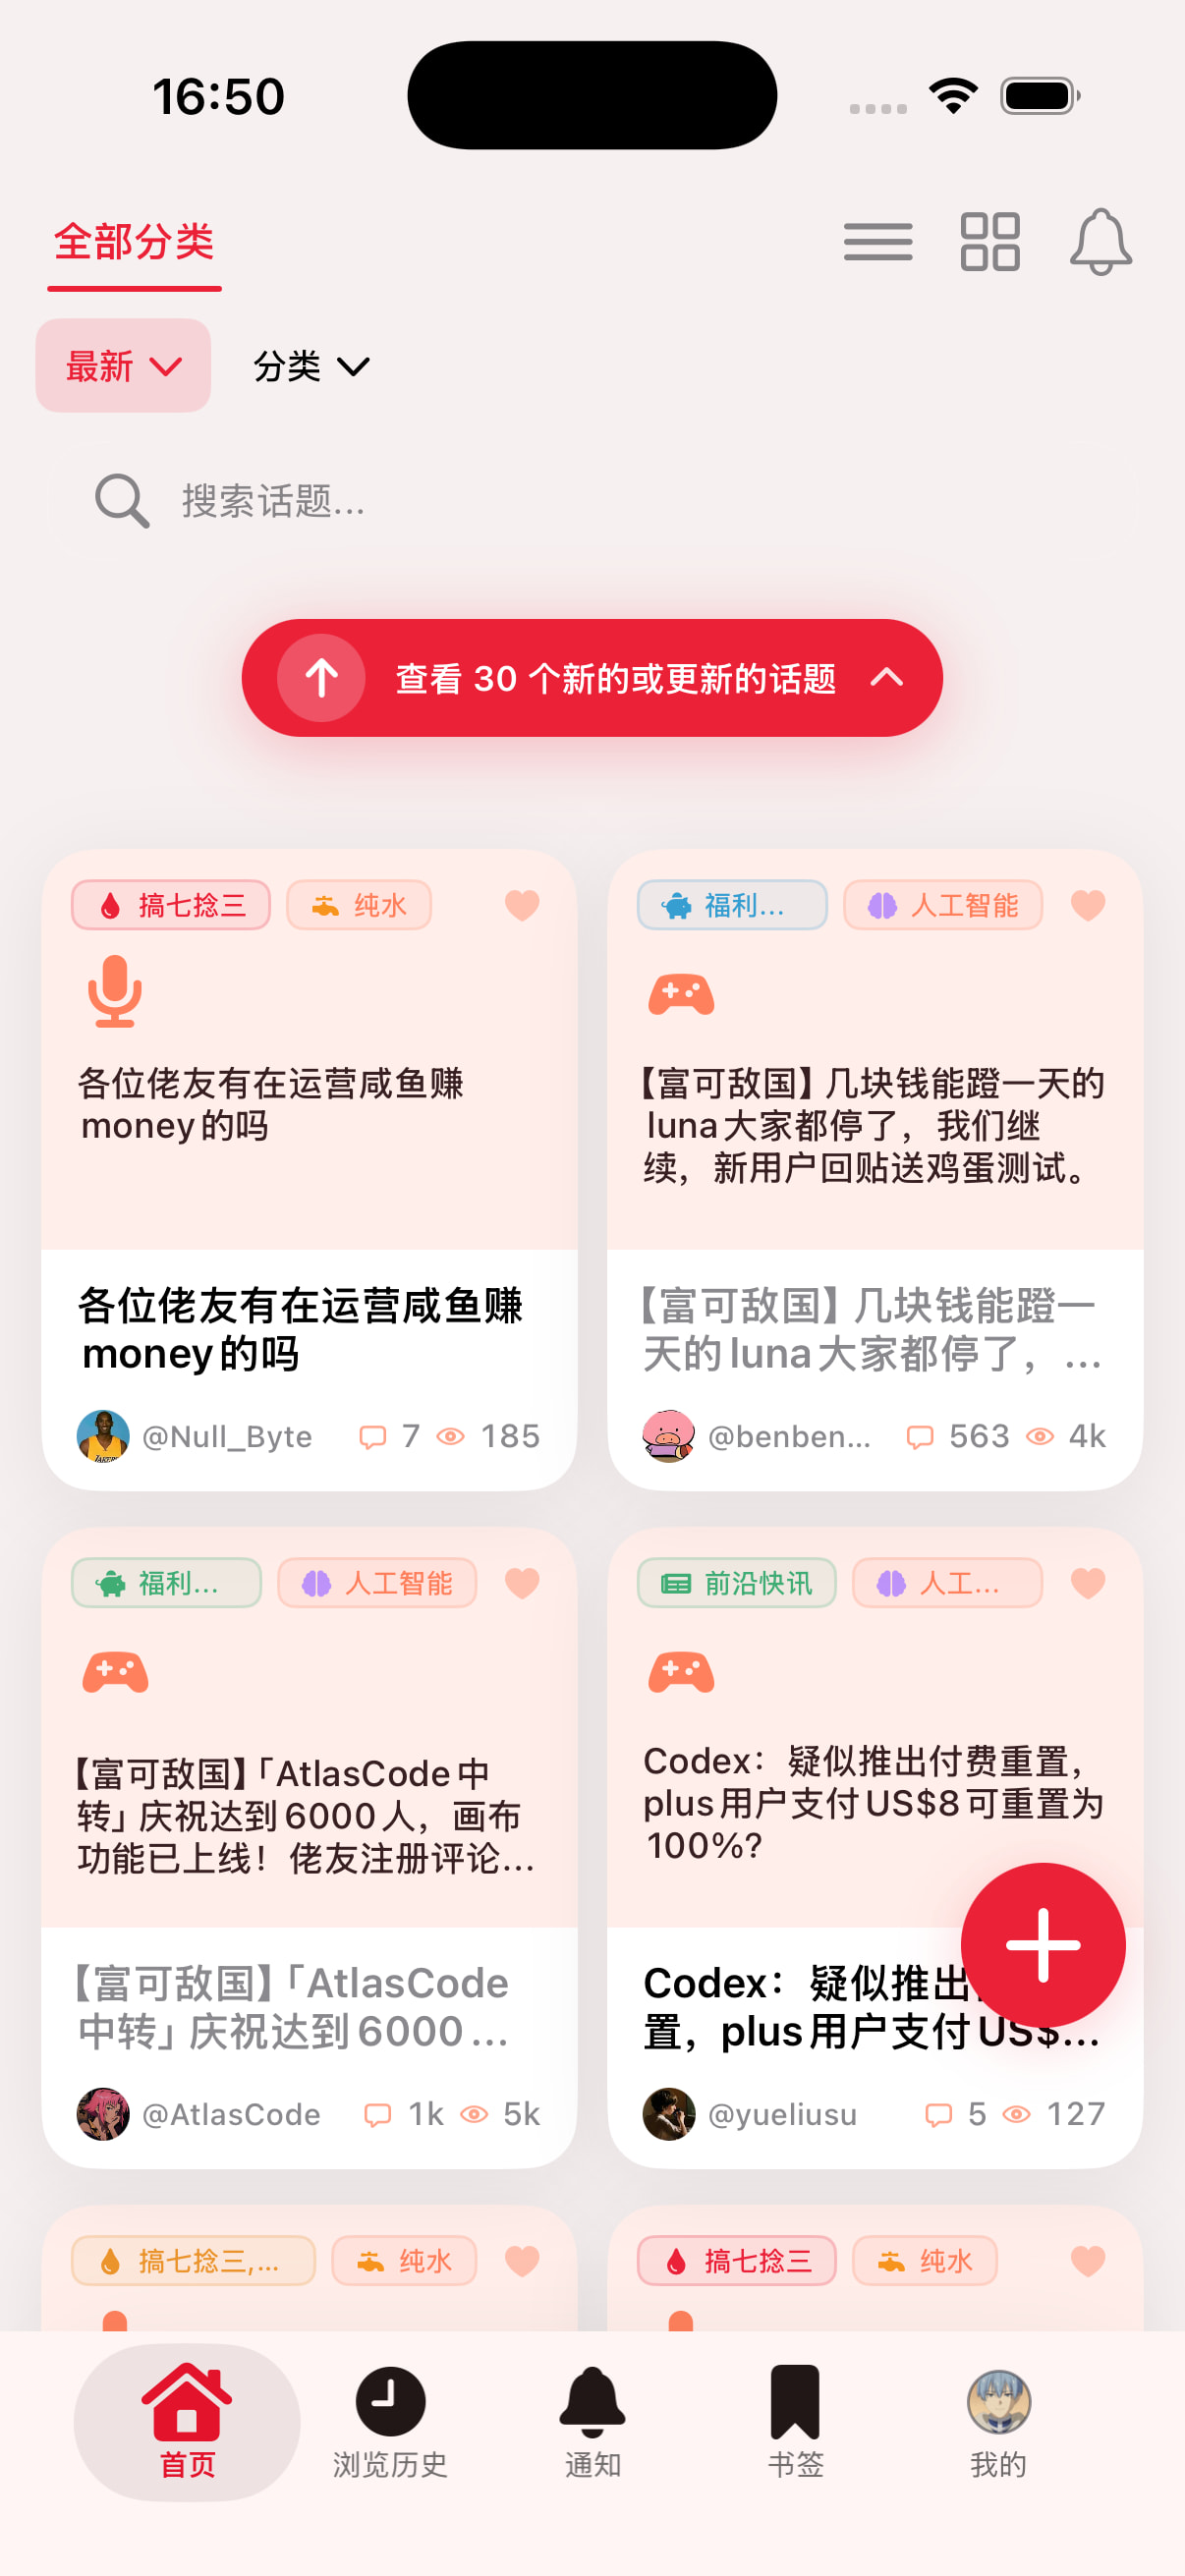 16:50
全部分类
最新 分类
搜索话题...
查看 30 个新的或更新的话题
搞七捻三 纯水
各位佬友有在运营咸鱼赚
money的吗
各位佬友有在运营咸鱼赚
money的吗
@Null_Byte 7 185
福利... 人工智能
【富可敌国】几块钱能蹬一天的
luna大家都停了，我们继
续，新用户回贴送鸡蛋测试。
【富可敌国】几块钱能蹬一
天的luna大家都停了，...
@benben... 563 4k
福利... 人工智能
【富可敌国】「AtlasCode中
转」庆祝达到6000人，画布
功能已上线！佬友注册评论...
【富可敌国】「AtlasCode
中转」庆祝达到6000...
@AtlasCode 1k 5k
前沿快讯 人工...
Codex：疑似推出付费重置，
plus用户支付US$8可重置为
100%?
Codex：疑似推出
置，plus用户支付US$...
@yueliusu 5 127
搞七捻三,... 纯水
搞七捻三 纯水
首页 浏览历史 通知 书签 我的